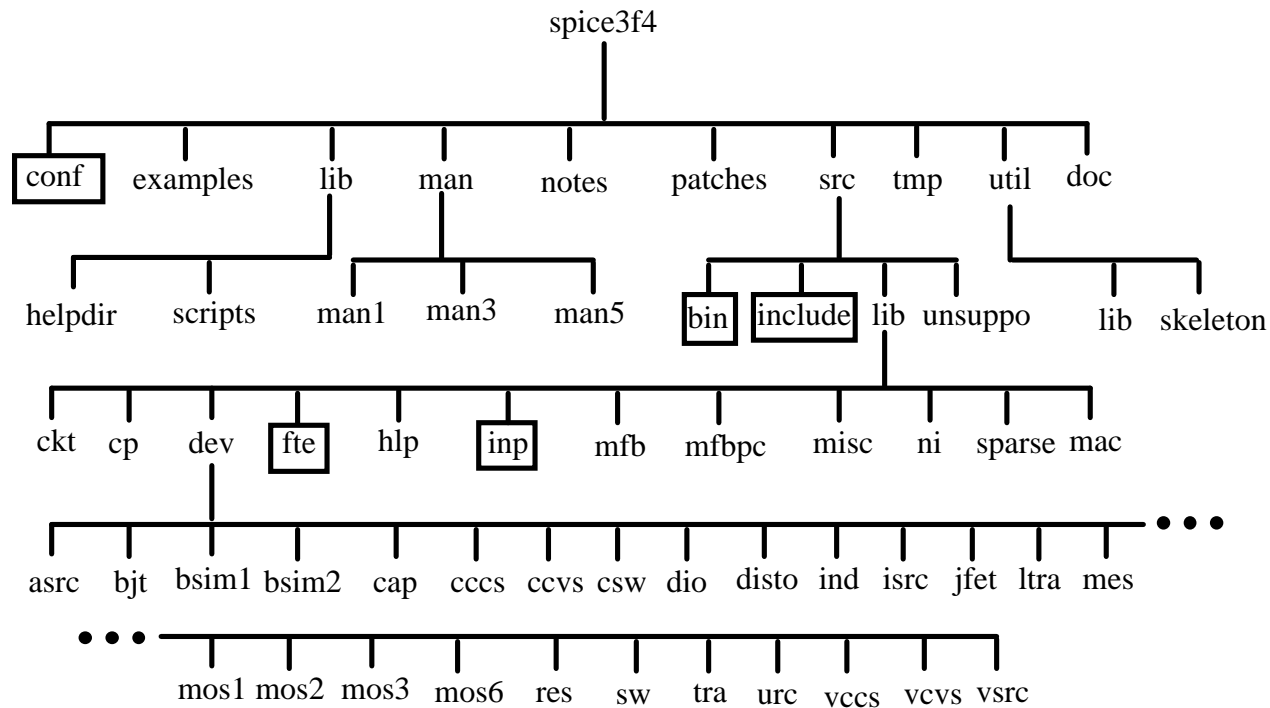 spice3f4
conf examples lib man notes patches src tmp util doc
helpdir scripts man1 man3 man5 bin include lib unsuppo lib skeleton
ckt cp dev fte hlp inp mfb mfbpc misc ni sparse mac
asrc bjt bsim1 bsim2 cap cccs ccvs csw dio disto ind isrc jfet ltra mes
mos1 mos2 mos3 mos6 res sw tra urc vccs vcvs vsrc